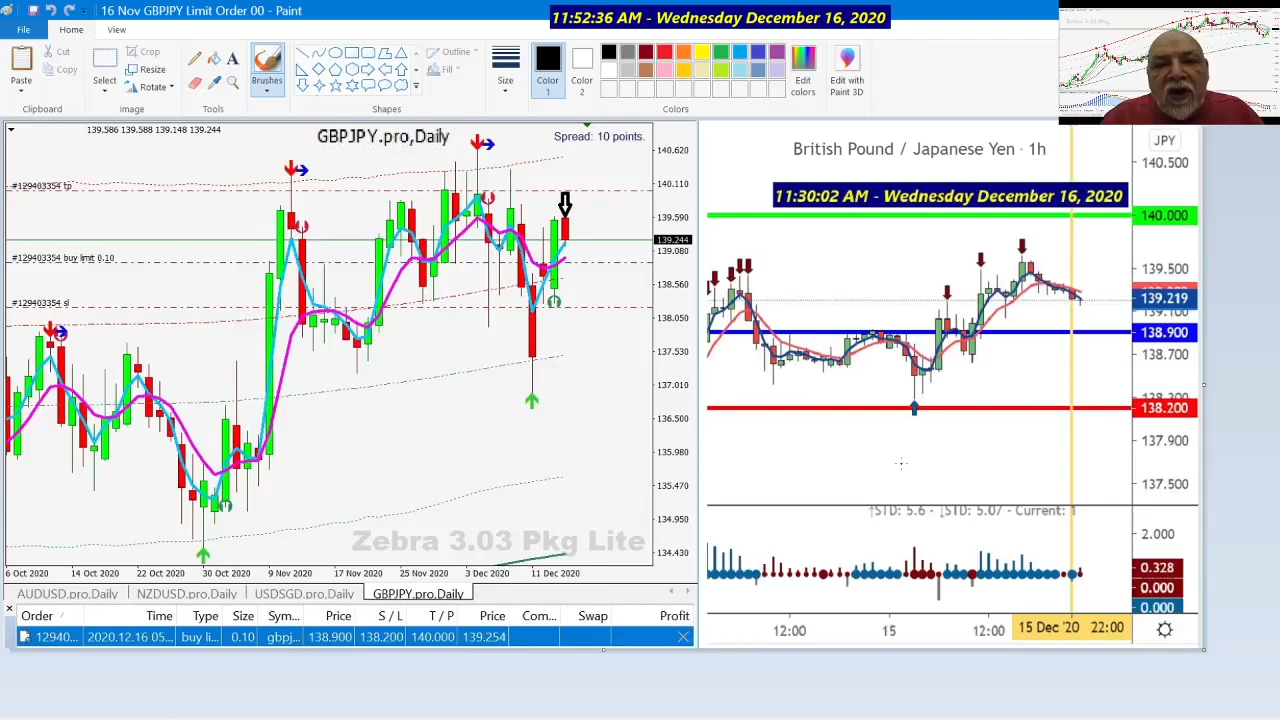 16 Nov GBPJPY Limit Order 00 - Paint
11:52:36 AM - Wednesday December 16, 2020
Zebra 3.03 Pkg
File Home View
Paste
Cut
Copy
Clipboard
Select
Crop
Resize
Rotate
Image
A
Tools
Brushes
Shapes
Outline
Fill
Size
Color
1
Color
2
Edit
colors
Edit with
Paint 3D
Colors
139.586 139.588 139.148 139.244
GBPJPY.pro,Daily
Spread: 10 points.
#129403354 tp
#129403354 buy limit 0.10
#129403354 sl
140.620
140.110
139.590
139.244
139.080
138.560
138.050
137.530
137.010
136.500
135.980
135.470
134.950
134.430
Zebra 3.03 Pkg Lite
6 Oct 2020 14 Oct 2020 22 Oct 2020 30 Oct 2020 9 Nov 2020 17 Nov 2020 25 Nov 2020 3 Dec 2020 11 Dec 2020
AUDUSD.pro,Daily NZDUSD.pro,Daily USDSGD.pro,Daily GBPJPY.pro,Daily
Order Time Type Size Sym... Price S / L T / P Price Com... Swap Profit
12940... 2020.12.16 05... buy li... 0.10 gbpj... 138.900 138.200 140.000 139.254
British Pound / Japanese Yen · 1h
JPY
11:30:02 AM - Wednesday December 16, 2020
140.500
140.000
139.500
139.219
139.100
138.900
138.700
138.200
138.200
137.900
137.500
↑STD: 5.6 - ↓STD: 5.07 - Current: 1
2.000
0.328
0.000
0.000
12:00 15 12:00 15 Dec '20 22:00